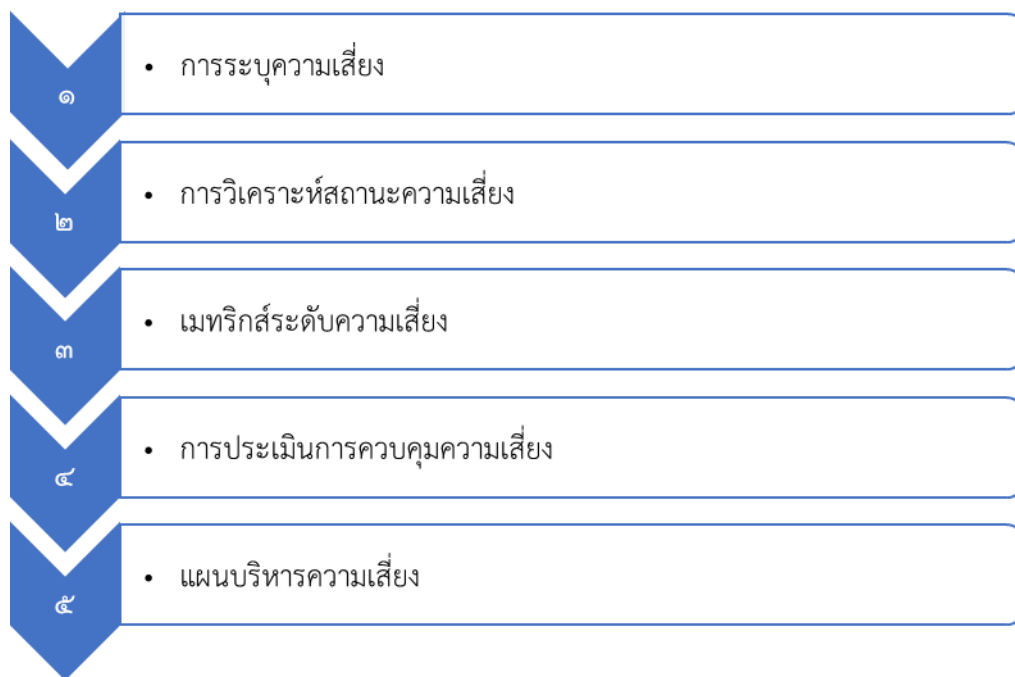 ๑
• การระบุความเสี่ยง
๒
• การวิเคราะห์สถานะความเสี่ยง
๓
• เมทริกส์ระดับความเสี่ยง
๔
• การประเมินการควบคุมความเสี่ยง
๕
• แผนบริหารความเสี่ยง